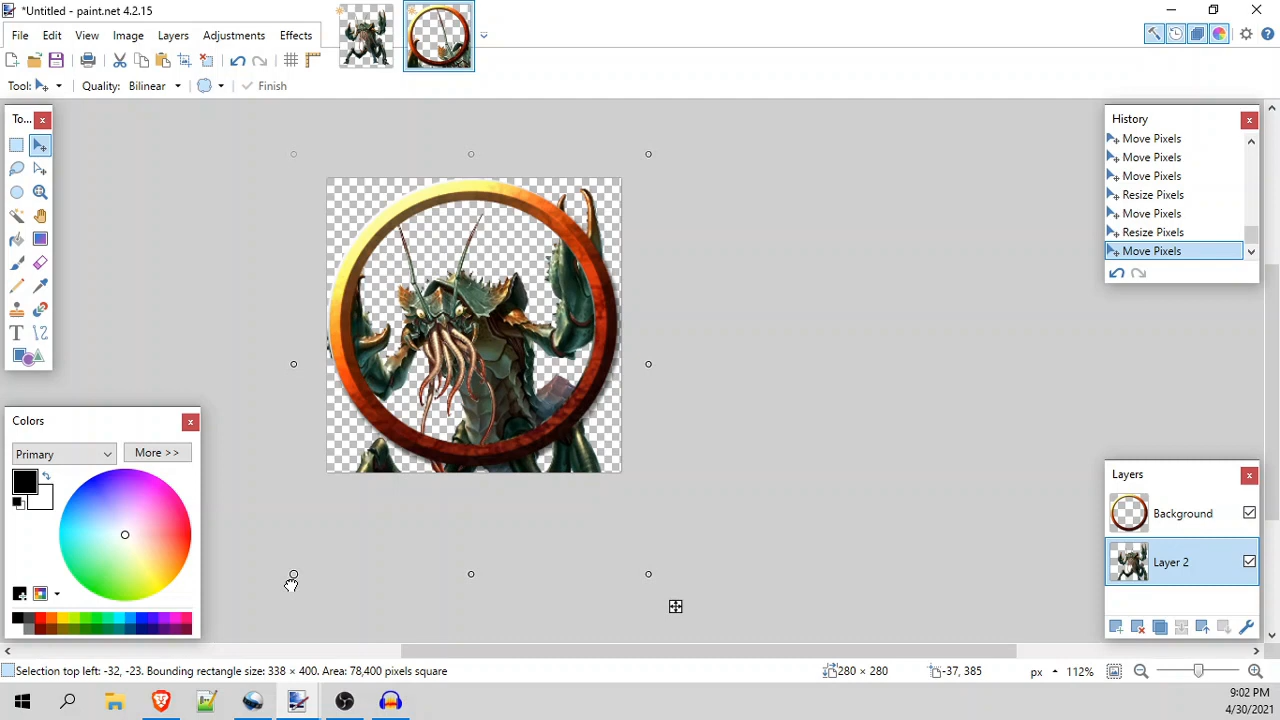 *Untitled - paint.net 4.2.15
File Edit View Image Layers Adjustments Effects
Tool: Quality: Bilinear Finish
To...
History
Move Pixels
Move Pixels
Move Pixels
Resize Pixels
Move Pixels
Resize Pixels
Move Pixels
Colors
Primary More >>
Layers
Background
Layer 2
Selection top left: -32, -23. Bounding rectangle size: 338 × 400. Area: 78,400 pixels square 280 × 280 -37, 385 px 112%
9:02 PM
4/30/2021